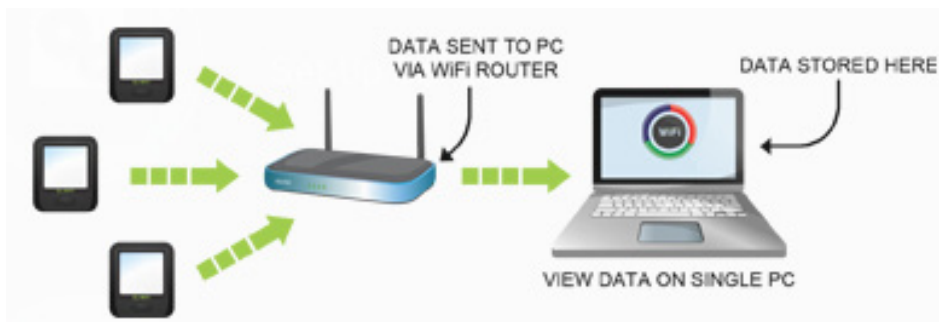 DATA SENT TO PC
VIA WiFi ROUTER
DATA STORED HERE
WiFi
VIEW DATA ON SINGLE PC